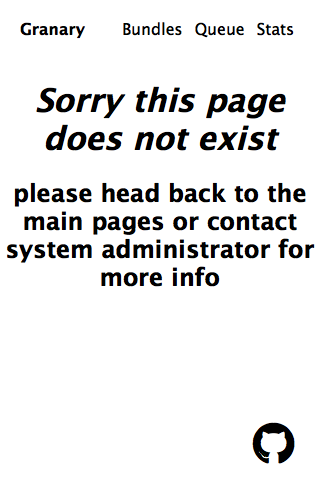 Granary Bundles Queue Stats
Sorry this page
does not exist
please head back to the
main pages or contact
system administrator for
more info